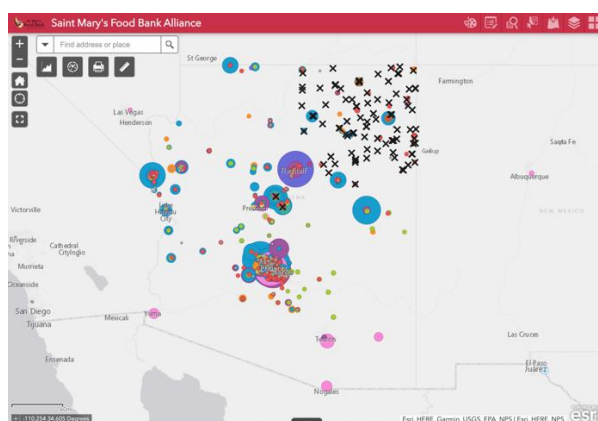 Saint Mary's Food Bank Alliance
Find address or place
St George
Farmington
Las Vegas
Henderson
Gallup
Santa Fe
Albuquerque
NEW MEXICO
Victorville
City
Riverside
Cathedral
City
Indio
Murrieta
Oceanside
San Diego
Tijuana
Mexicali
Yuma
Tucson
Las Cruces
El Paso
Juárez
Ensenada
Nogales
-110.254 34.605 Degrees
Esri, HERE, Garmin, USGS, EPA, NPS | Esri, HERE, NPS
esri